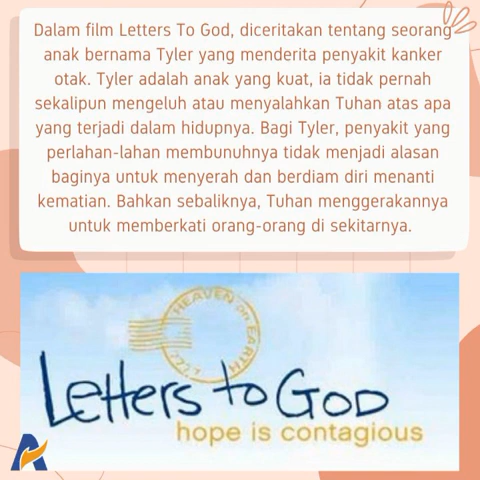 Dalam film Letters To God, diceritakan tentang seorang
anak bernama Tyler yang menderita penyakit kanker
otak. Tyler adalah anak yang kuat, ia tidak pernah
sekalipun mengeluh atau menyalahkan Tuhan atas apa
yang terjadi dalam hidupnya. Bagi Tyler, penyakit yang
perlahan-lahan membunuhnya tidak menjadi alasan
baginya untuk menyerah dan berdiam diri menanti
kematian. Bahkan sebaliknya, Tuhan menggerakannya
untuk memberkati orang-orang di sekitarnya.
HEAVEN on EARTH
Letters to God
hope is contagious